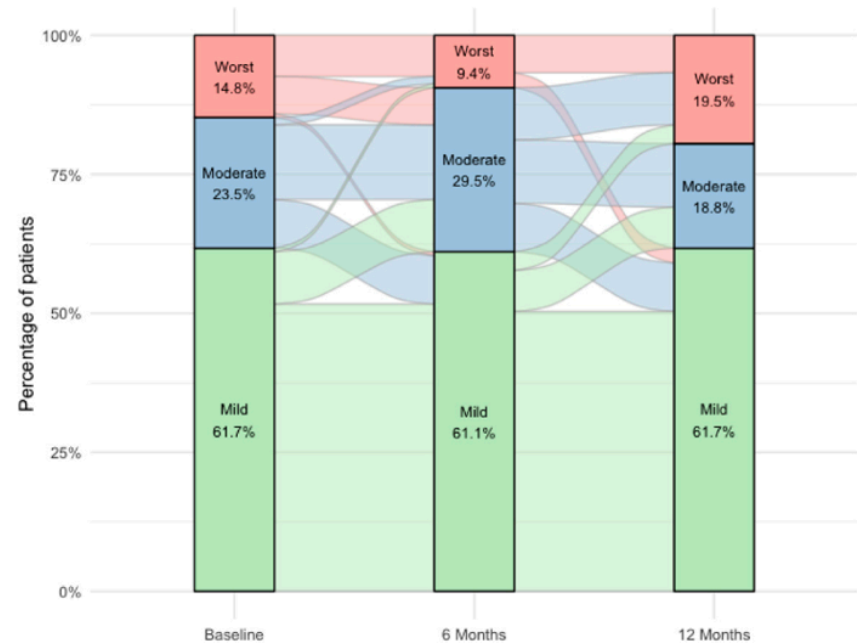 100%
75%
50%
25%
0%
Percentage of patients
Worst
14.8%
Moderate
23.5%
Mild
61.7%
Worst
9.4%
Moderate
29.5%
Mild
61.1%
Worst
19.5%
Moderate
18.8%
Mild
61.7%
Baseline
6 Months
12 Months